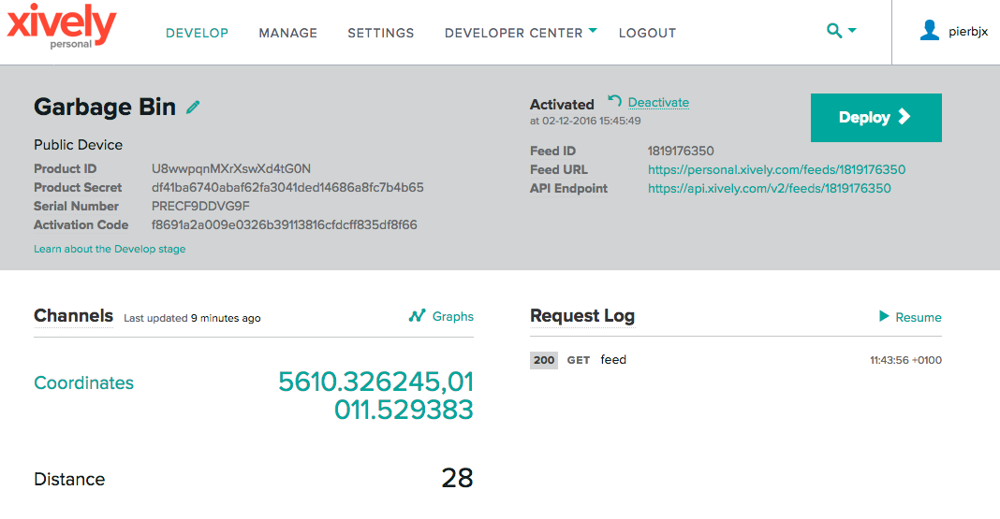 xively
personal
DEVELOP MANAGE SETTINGS DEVELOPER CENTER LOGOUT
pierbjx
Garbage Bin
Public Device
Product ID U8wwpqnMXrXswXd4tG0N
Product Secret df41ba6740abaf62fa3041ded14686a8fc7b4b65
Serial Number PRECF9DDVG9F
Activation Code f8691a2a009e0326b39113816cfdcff835df8f66
Learn about the Develop stage
Activated Deactivate
at 02-12-2016 15:45:49
Feed ID 1819176350
Feed URL https://personal.xively.com/feeds/1819176350
API Endpoint https://api.xively.com/v2/feeds/1819176350
Deploy
Channels Last updated 9 minutes ago Graphs
Coordinates 5610.326245,01
011.529383
Distance 28
Request Log Resume
200 GET feed 11:43:56 +0100